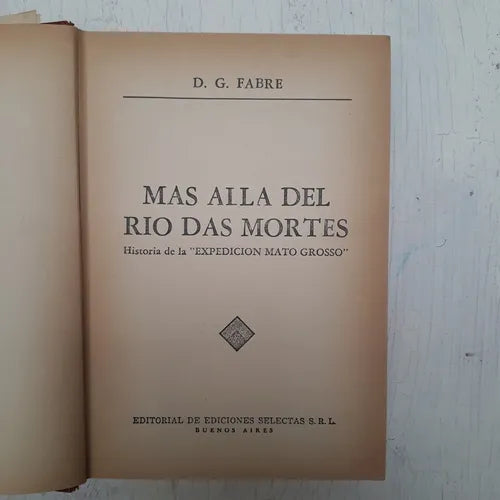 D. G. FABRE
MAS ALLA DEL
RIO DAS MORTES
Historia de la "EXPEDICION MATO GROSSO"
EDITORIAL DE EDICIONES SELECTAS S. R. L.
BUENOS AIRES